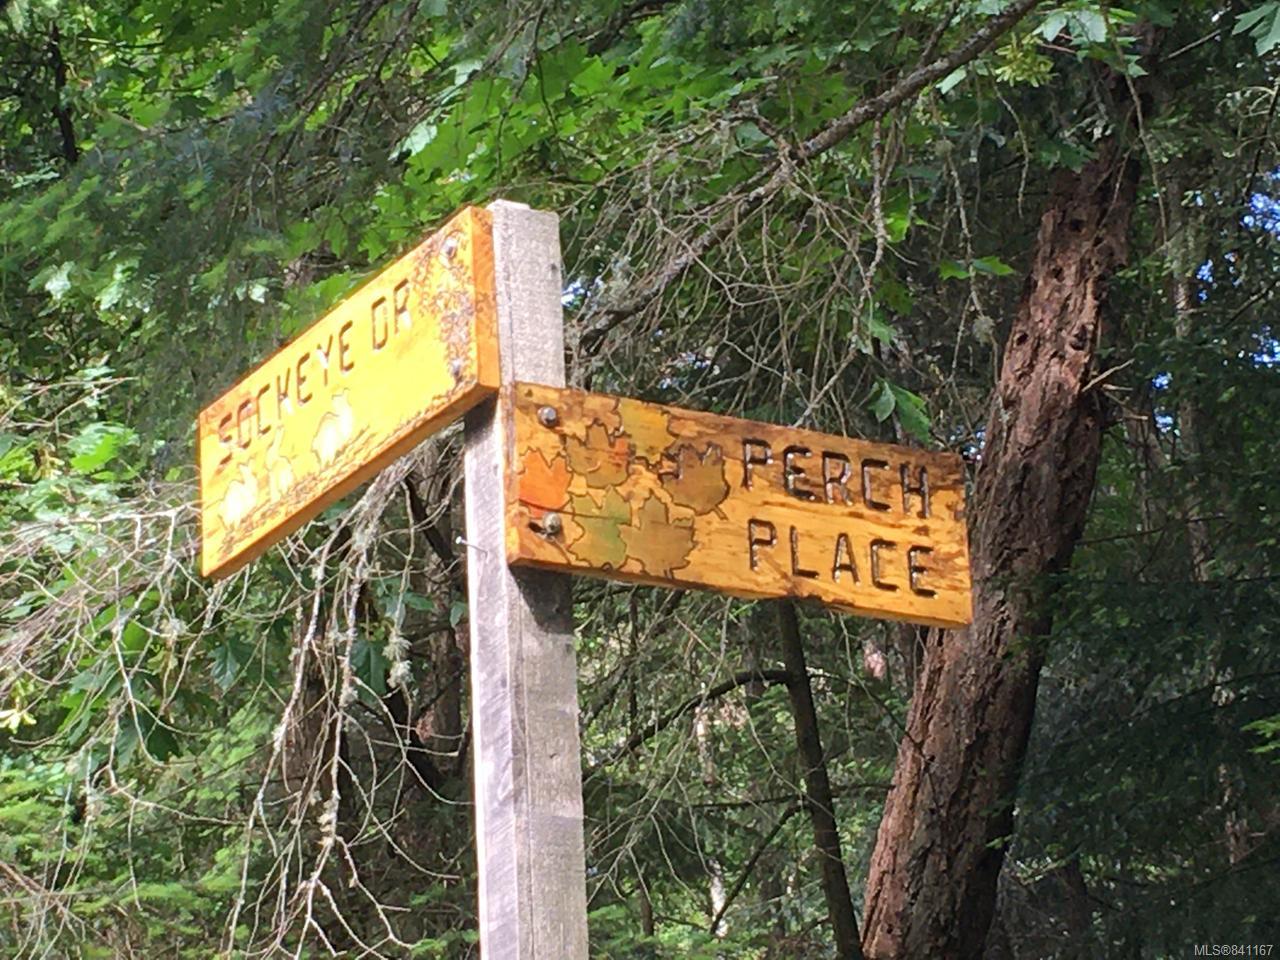 SOCKEYE DR
PERCH
PLACE
MLS®841167